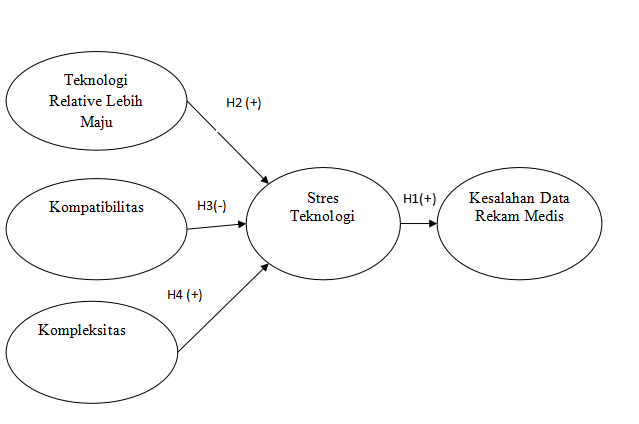 Teknologi
Relative Lebih
Maju
H2 (+)
Kompatibilitas
H3(-)
Stres
Teknologi
H1(+)
Kesalahan Data
Rekam Medis
H4 (+)
Kompleksitas